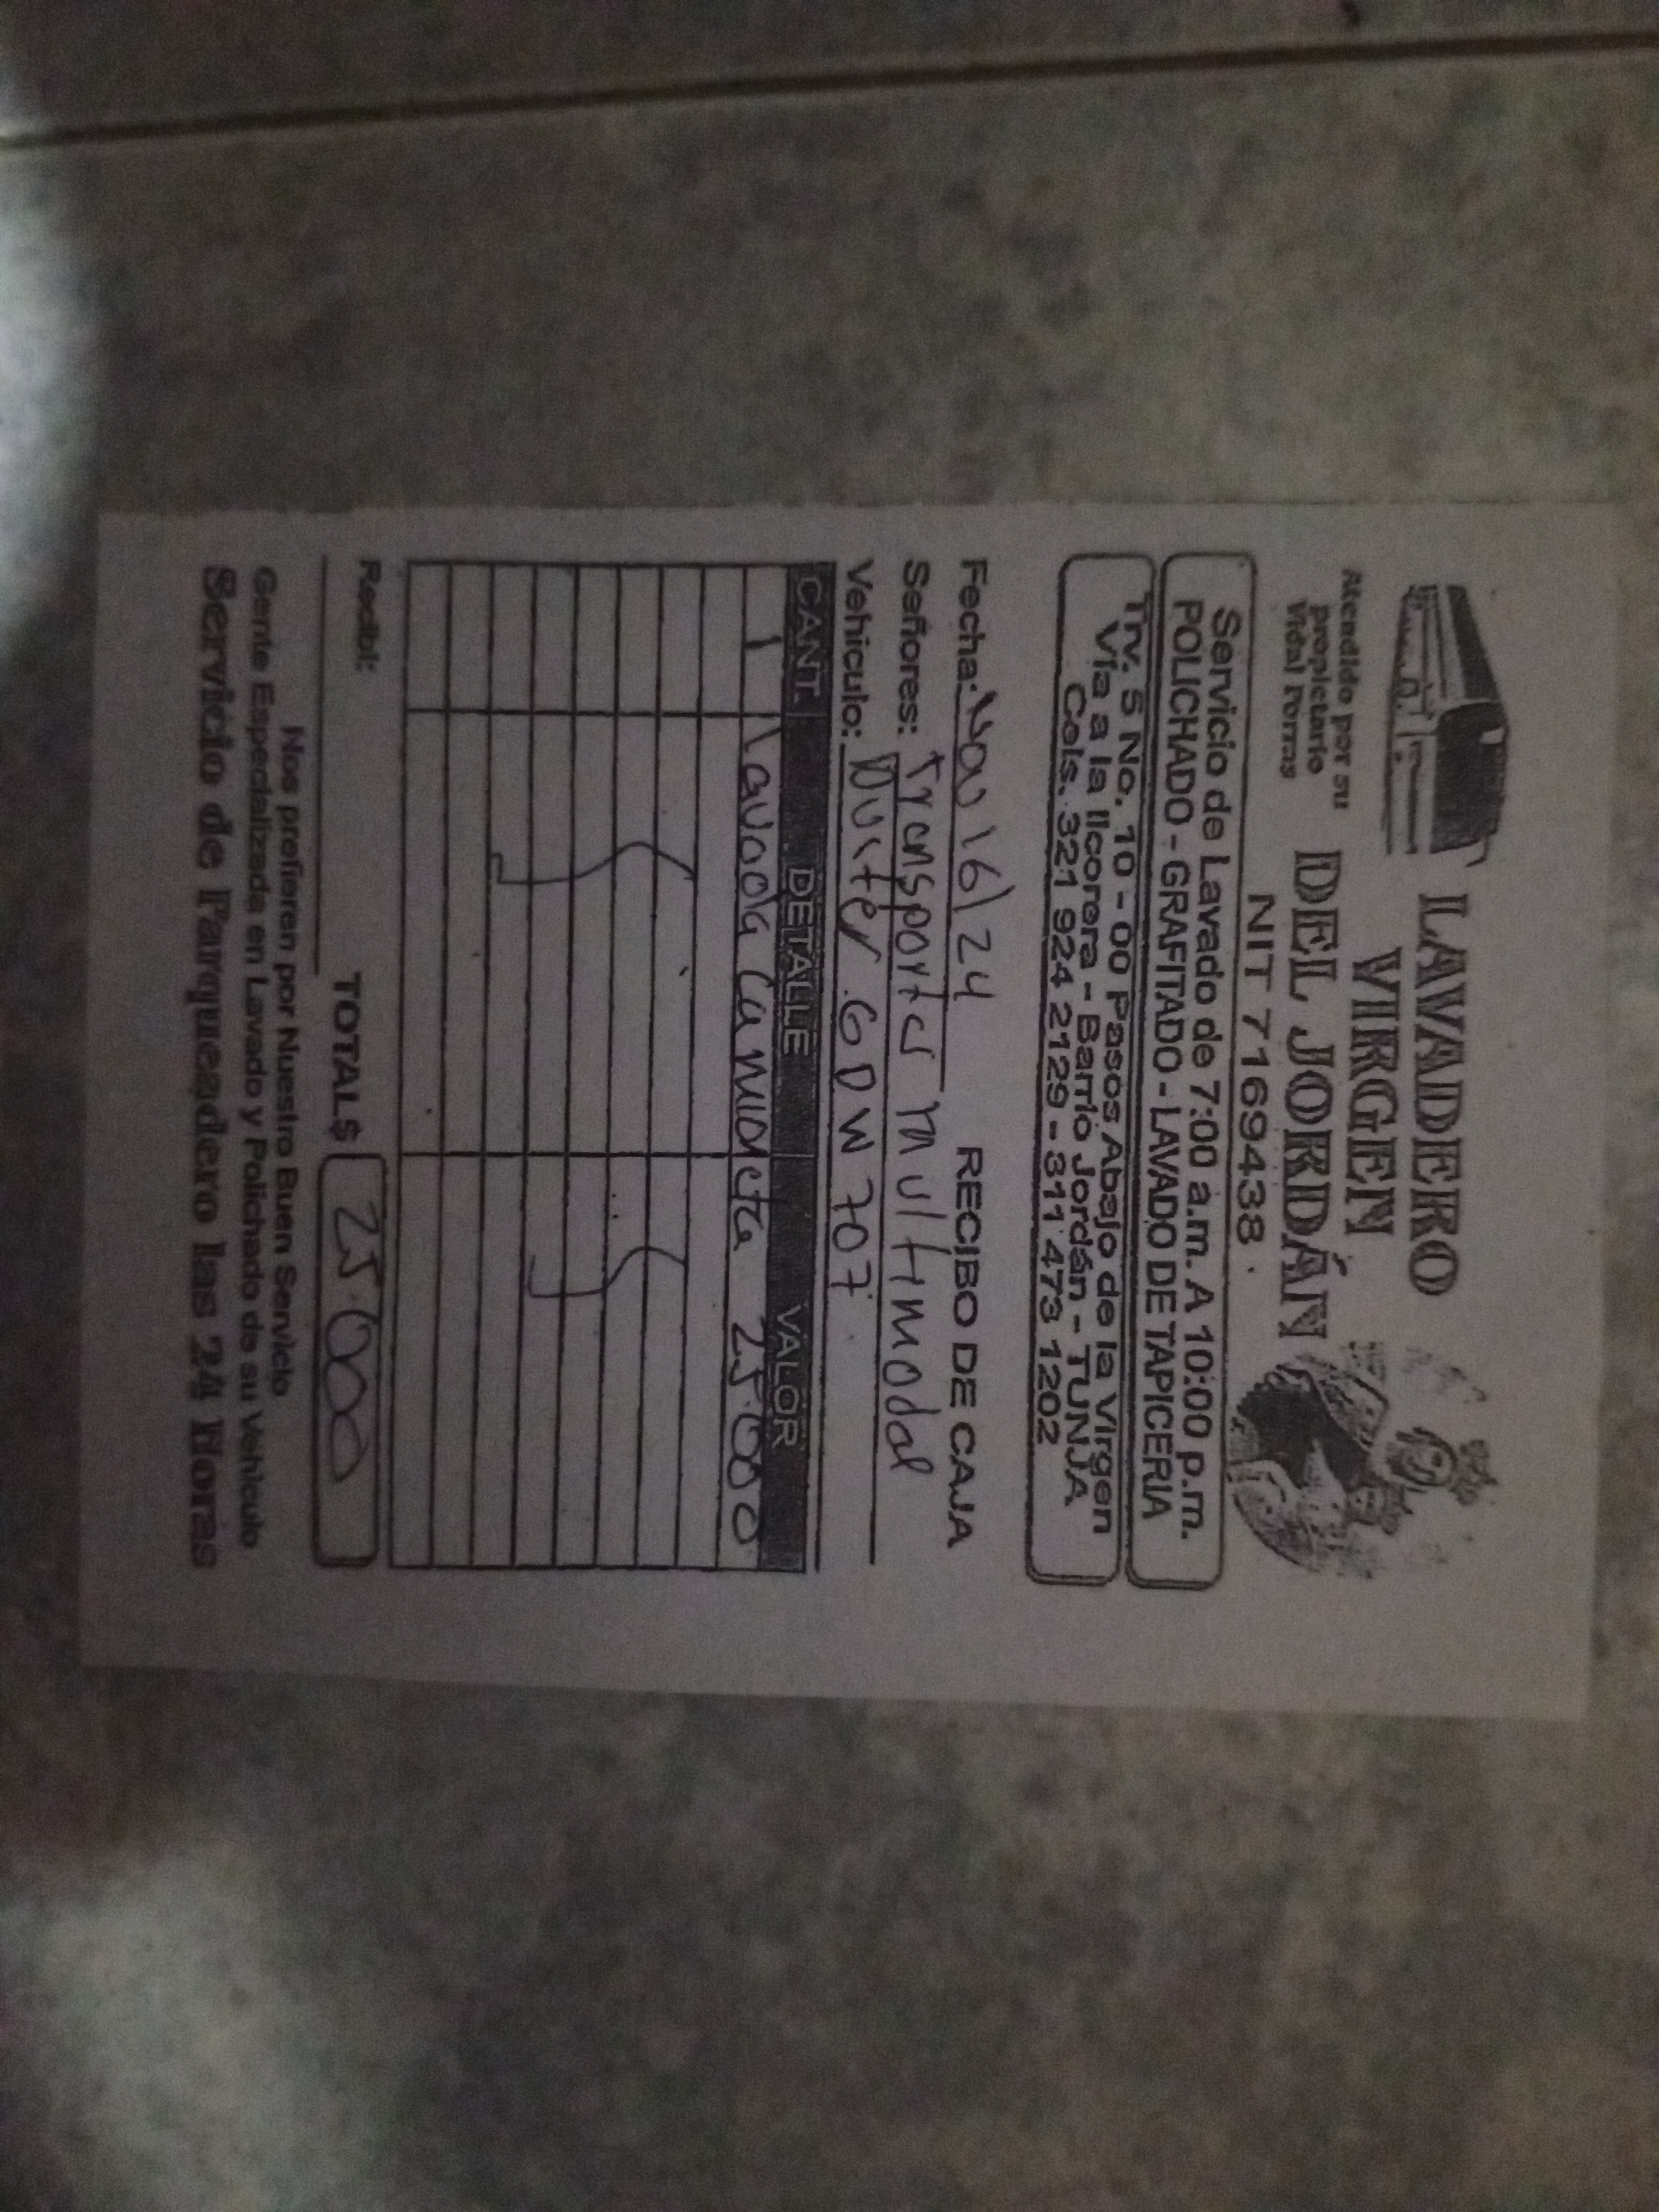 LAVADERO
VIRGEN
DEL JORDÁN
Atendido por su
propietario
Vidal Porras
NIT 7169438
Servicio de Lavado de 7:00 a.m. A 10:00 p.m.
POLICHADO - GRAFITADO - LAVADO DE TAPICERIA
Trv. 5 No. 10 - 00 Pasos Abajo de la Virgen
Vía a la licorera - Barrio Jordán - TUNJA
Cels. 321 924 2129 - 311 473 1202
RECIBO DE CAJA
Fecha: Nov 16/24
Señores: transportes multimodal
Vehiculo: Duster GDW707
CANT. DETALLE VALOR
1 lavada camioneta 25.000
Recibí: TOTAL $ 25.000
Nos prefieren por Nuestro Buen Servicio
Gente Especializada en Lavado y Polichado de su Vehículo
Servicio de Parqueadero las 24 Horas